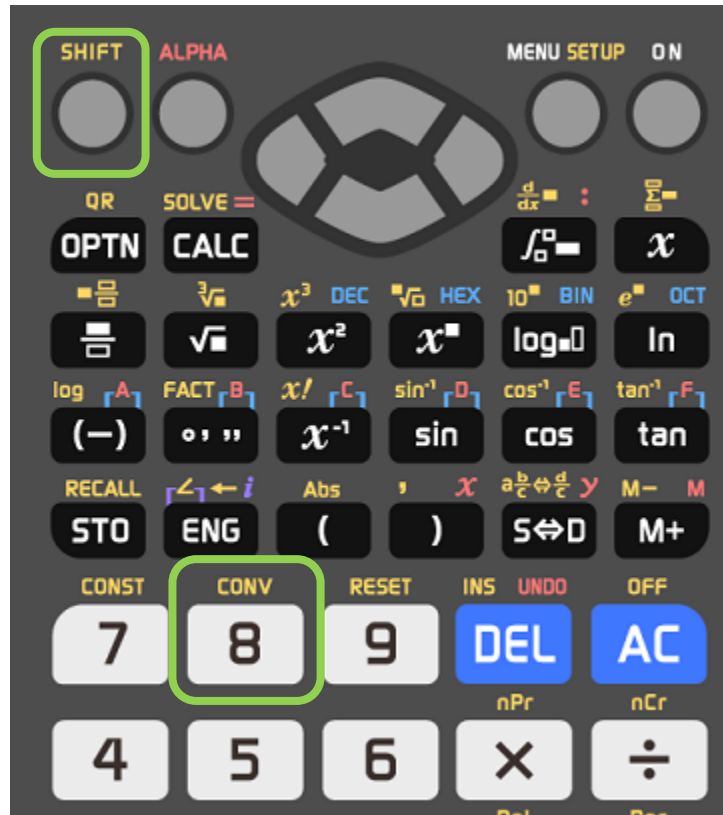 SHIFT ALPHA MENU SETUP ON
QR SOLVE = d/dx■ : Σ
OPTN CALC ∫ x
■ ∛■ x³ DEC ■√□ HEX 10■ BIN e■ OCT
√■ x² x■ log■□ ln
log A FACT B x! C sin⁻¹ D cos⁻¹ E tan⁻¹ F
(—) ° ’ ” x⁻¹ sin cos tan
RECALL ∠ ← i Abs , x a b/c⇔d/c y M– M
STO ENG ( ) S⇔D M+
CONST CONV RESET INS UNDO OFF
7 8 9 DEL AC
nPr nCr
4 5 6 × ÷